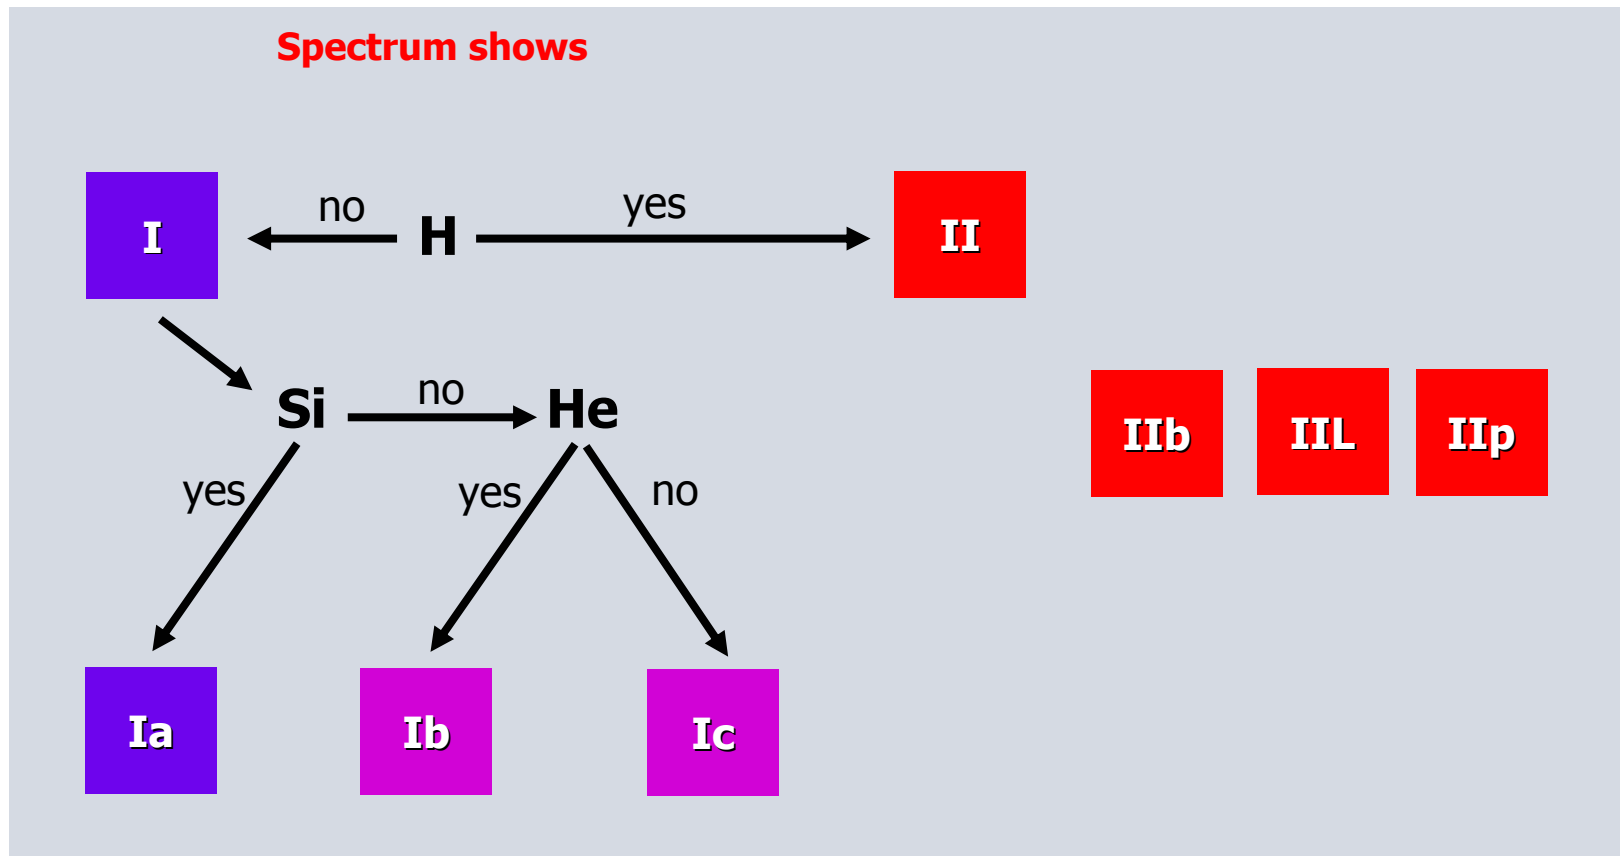 Spectrum shows
I
no
H
yes
II
Si
no
He
IIb
IIL
IIp
yes
yes
no
Ia
Ib
Ic